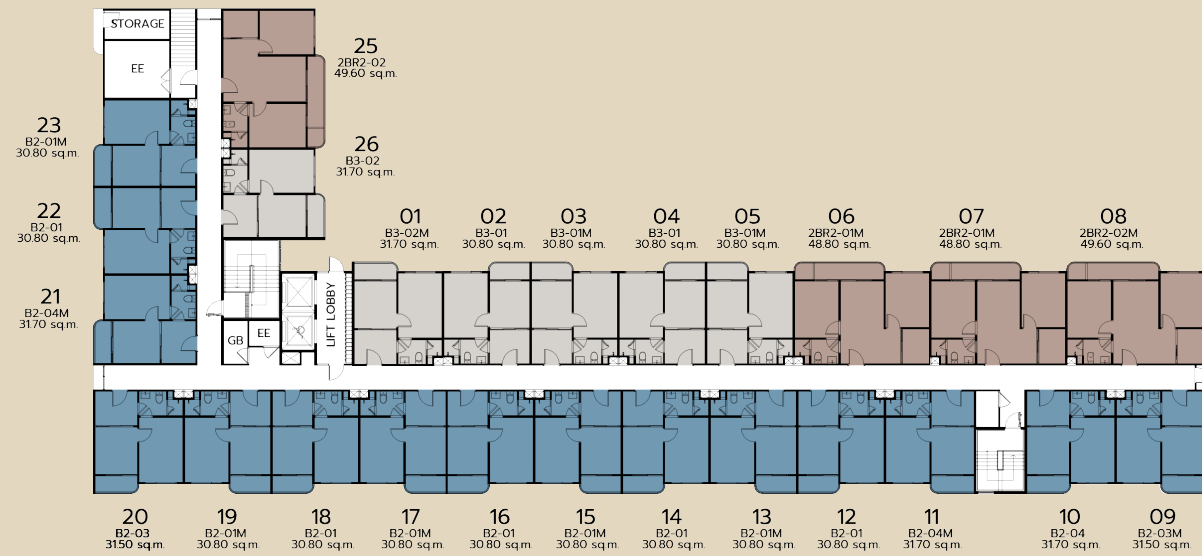 STORAGE
EE
25
2BR2-02
49.60 sq.m.
23
B2-01M
30.80 sq.m.
26
B3-02
31.70 sq.m.
22
B2-01
30.80 sq.m.
21
B2-04M
31.70 sq.m.
01
B3-02M
31.70 sq.m.
02
B3-01
30.80 sq.m.
03
B3-01M
30.80 sq.m.
04
B3-01
30.80 sq.m.
05
B3-01M
30.80 sq.m.
06
2BR2-01M
48.80 sq.m.
07
2BR2-01M
48.80 sq.m.
08
2BR2-02M
49.60 sq.m.
GB
EE
LIFT LOBBY
20
B2-03
31.50 sq.m.
19
B2-01M
30.80 sq.m.
18
B2-01
30.80 sq.m.
17
B2-01M
30.80 sq.m.
16
B2-01
30.80 sq.m.
15
B2-01M
30.80 sq.m.
14
B2-01
30.80 sq.m.
13
B2-01M
30.80 sq.m.
12
B2-01
30.80 sq.m.
11
B2-04M
31.70 sq.m.
10
B2-04
31.70 sq.m.
09
B2-03M
31.50 sq.m.